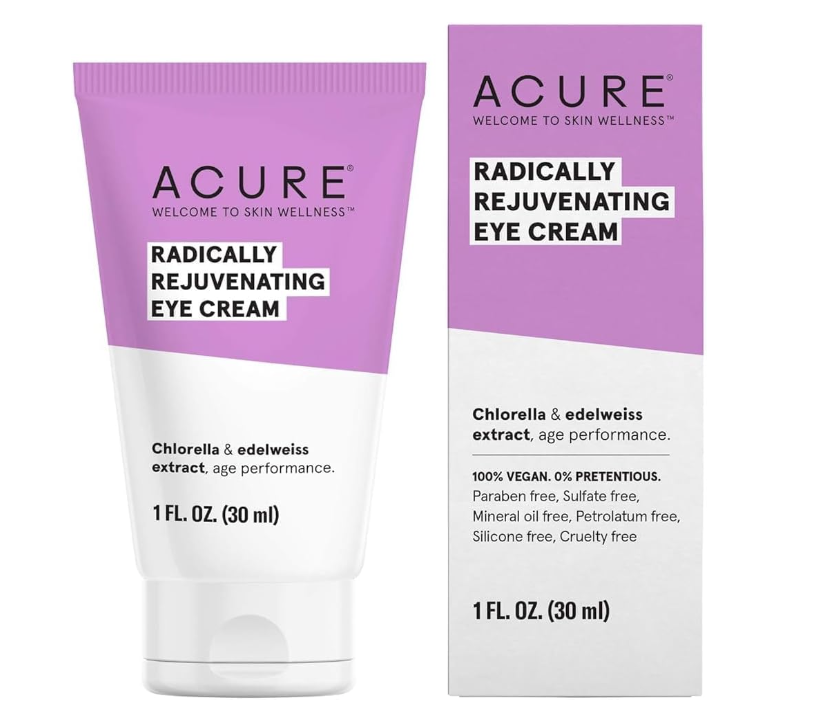 ACURE®
WELCOME TO SKIN WELLNESS™
RADICALLY
REJUVENATING
EYE CREAM
Chlorella & edelweiss
extract, age performance.
1 FL. OZ. (30 ml)
ACURE®
WELCOME TO SKIN WELLNESS™
RADICALLY
REJUVENATING
EYE CREAM
Chlorella & edelweiss
extract, age performance.
100% VEGAN. 0% PRETENTIOUS.
Paraben free, Sulfate free,
Mineral oil free, Petrolatum free,
Silicone free, Cruelty free
1 FL. OZ. (30 ml)